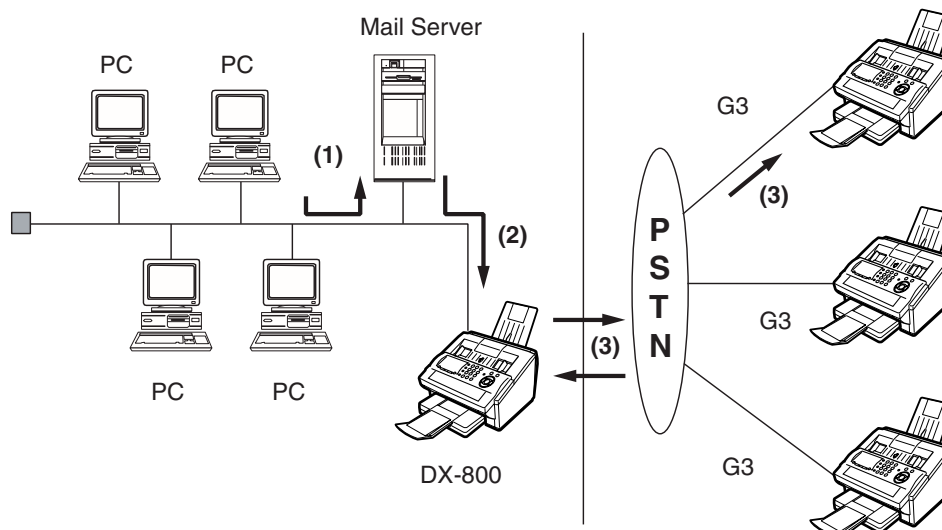 Mail Server
PC
PC
G3
(1)
(3)
(2)
P
S
T
N
(3)
G3
PC
PC
DX-800
G3